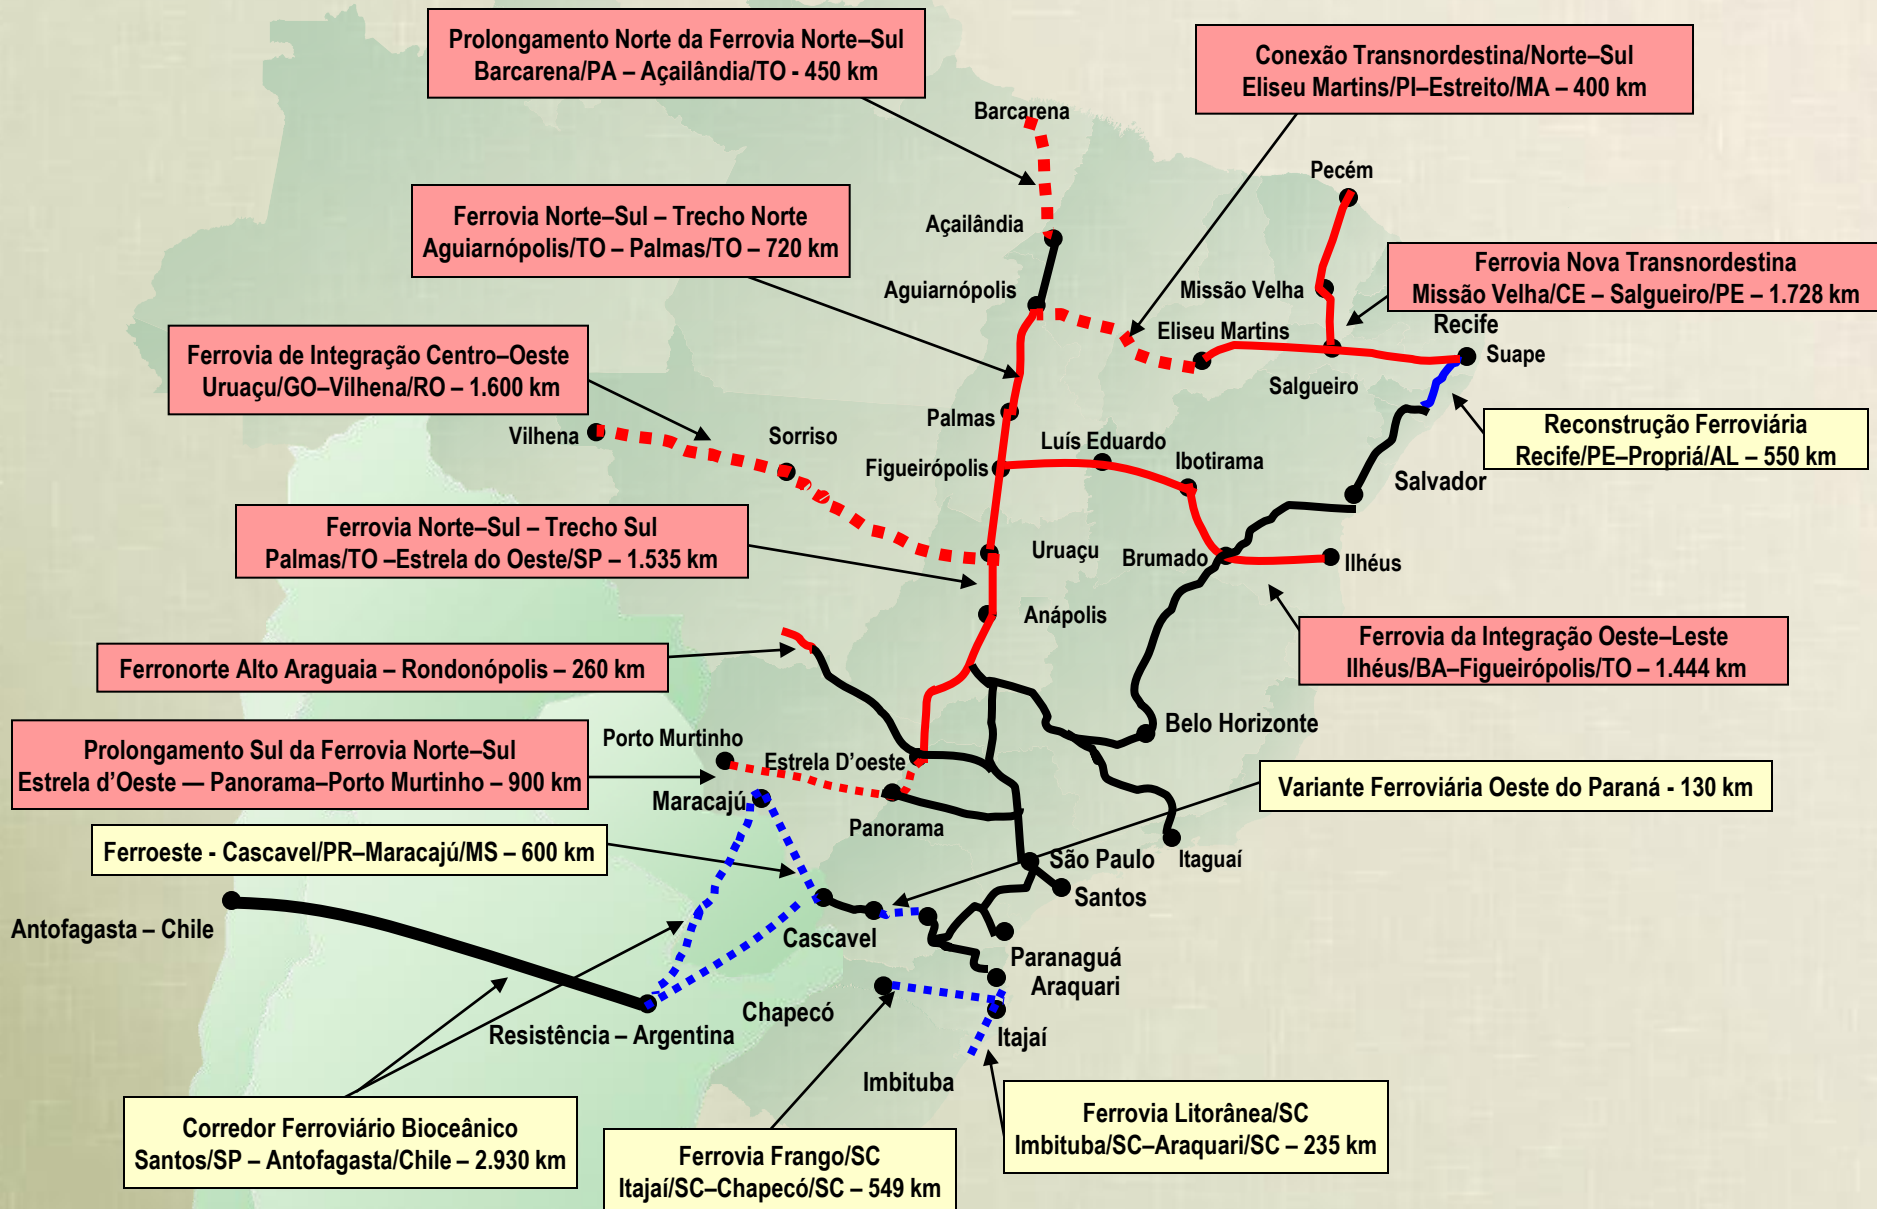 Prolongamento Norte da Ferrovia Norte–Sul
Barcarena/PA – Açailândia/TO - 450 km
Conexão Transnordestina/Norte–Sul
Eliseu Martins/PI–Estreito/MA – 400 km
Barcarena
Pecém
Ferrovia Norte–Sul – Trecho Norte
Aguiarnópolis/TO – Palmas/TO – 720 km
Açailândia
Ferrovia Nova Transnordestina
Missão Velha/CE – Salgueiro/PE – 1.728 km
Aguiarnópolis
Missão Velha
Eliseu Martins
Recife
Suape
Ferrovia de Integração Centro–Oeste
Uruaçu/GO–Vilhena/RO – 1.600 km
Salgueiro
Palmas
Reconstrução Ferroviária
Recife/PE–Propriá/AL – 550 km
Vilhena
Sorriso
Luís Eduardo
Figueirópolis
Ibotirama
Salvador
Ferrovia Norte–Sul – Trecho Sul
Palmas/TO –Estrela do Oeste/SP – 1.535 km
Uruaçu
Brumado
Ilhéus
Anápolis
Ferrovia da Integração Oeste–Leste
Ilhéus/BA–Figueirópolis/TO – 1.444 km
Ferronorte Alto Araguaia – Rondonópolis – 260 km
Belo Horizonte
Prolongamento Sul da Ferrovia Norte–Sul
Estrela d’Oeste — Panorama–Porto Murtinho – 900 km
Porto Murtinho
Estrela D’oeste
Variante Ferroviária Oeste do Paraná - 130 km
Maracajú
Panorama
Ferroeste - Cascavel/PR–Maracajú/MS – 600 km
São Paulo
Itaguaí
Santos
Antofagasta – Chile
Cascavel
Paranaguá
Araquari
Chapecó
Resistência – Argentina
Itajaí
Imbituba
Corredor Ferroviário Bioceânico
Santos/SP – Antofagasta/Chile – 2.930 km
Ferrovia Frango/SC
Itajaí/SC–Chapecó/SC – 549 km
Ferrovia Litorânea/SC
Imbituba/SC–Araquari/SC – 235 km